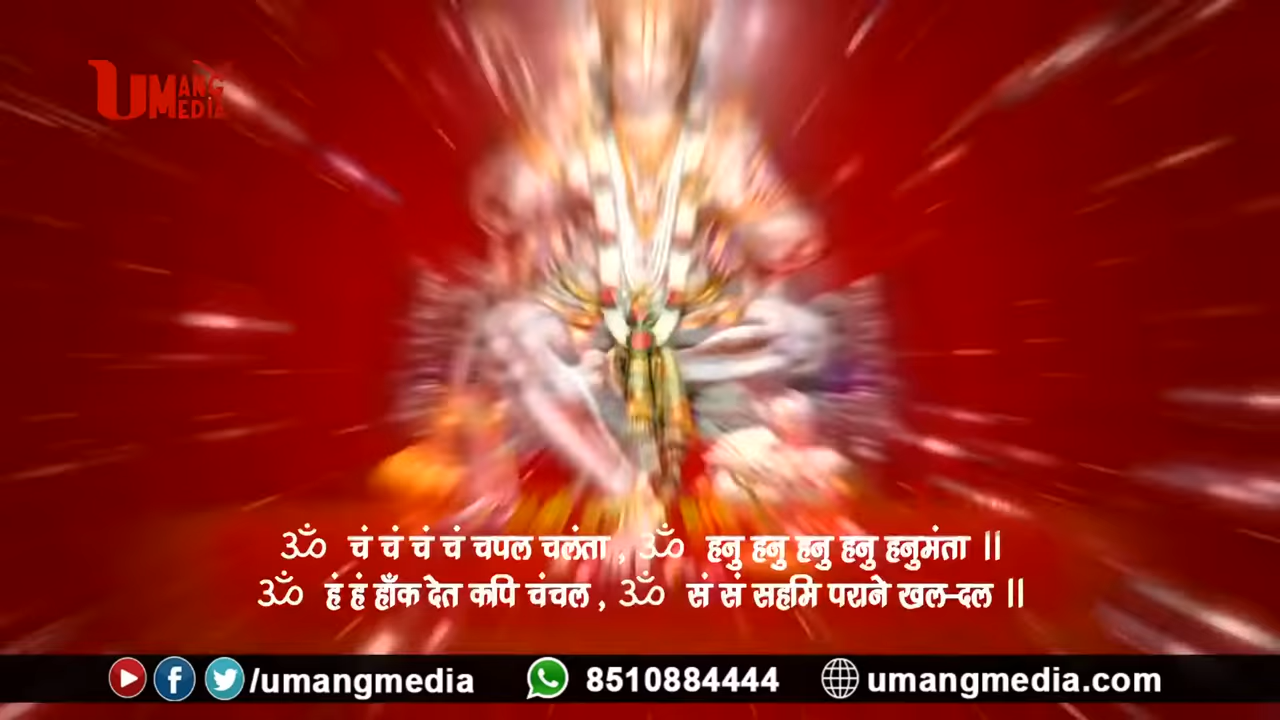 UMANG MEDIA
ॐ चं चं चं चं चपल चलंता , ॐ हनु हनु हनु हनु हनुमंता ||
ॐ हं हं हाँक देत कपि चंचल , ॐ सं सं सहमि पराने खल-दल ||
/umangmedia 8510884444 umangmedia.com